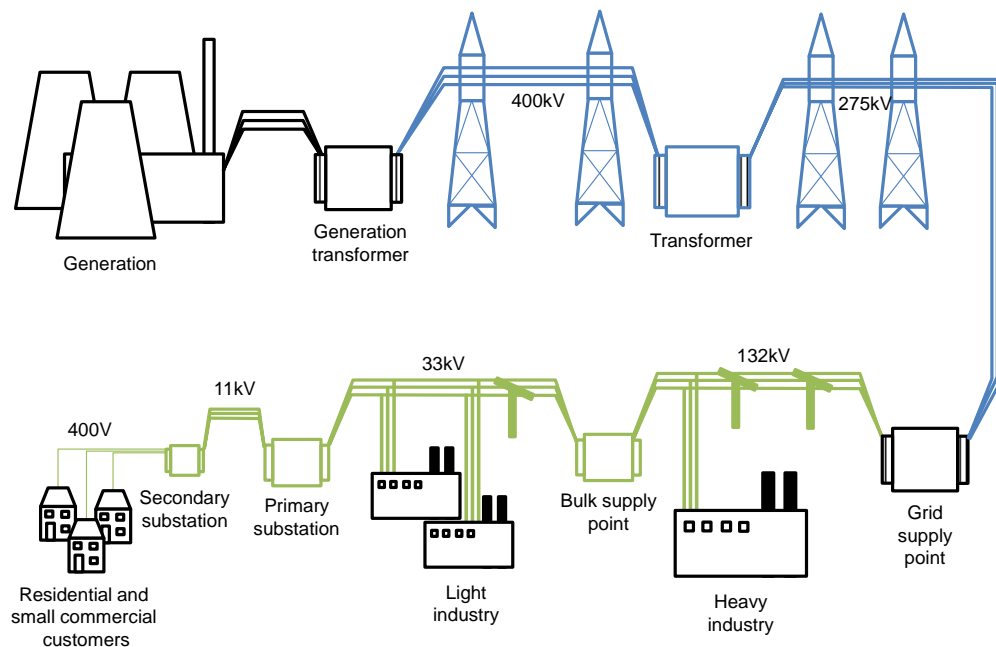 400kV
275kV
Generation
Generation
transformer
Transformer
132kV
33kV
11kV
400V
Secondary
substation
Primary
substation
Bulk supply
point
Grid
supply
point
Residential and
small commercial
customers
Light
industry
Heavy
industry